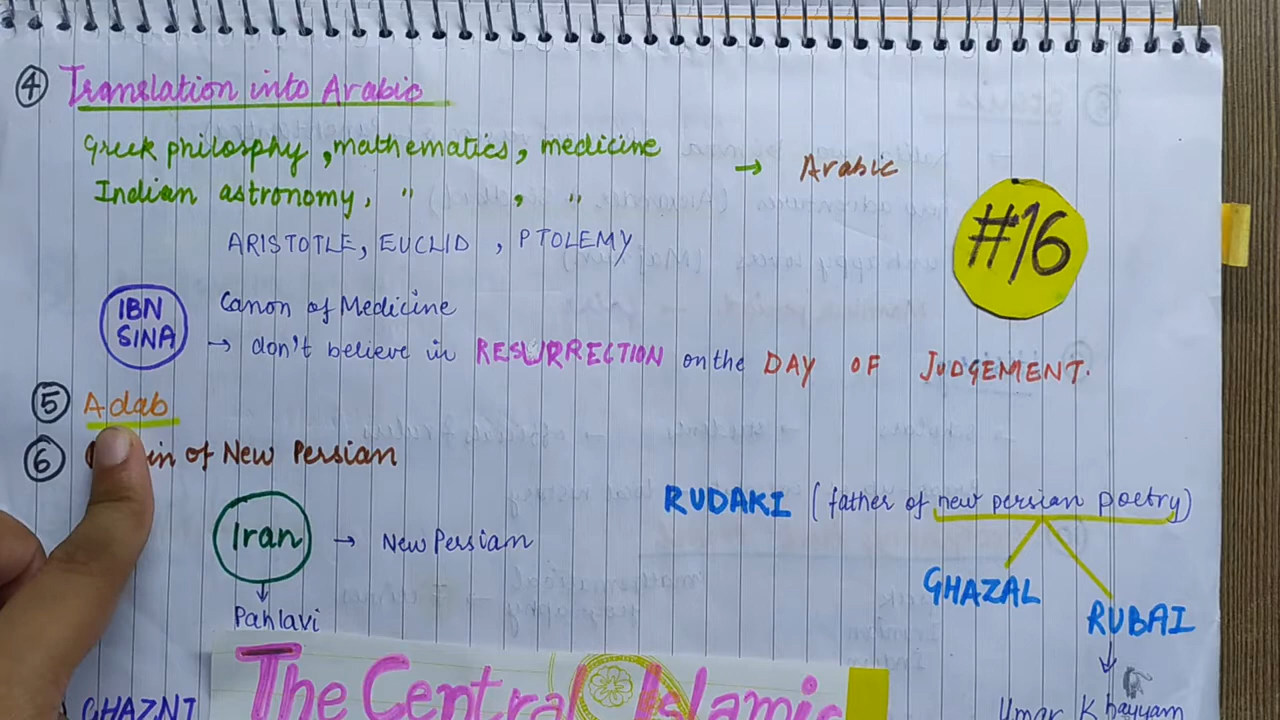 ④ Translation into Arabic
Greek philosphy, mathematics, medicine
Indian astronomy, " , "
→ Arabic
#16
ARISTOTLE, EUCLID, PTOLEMY
IBN SINA
Canon of Medicine
→ don't believe in RESURRECTION on the DAY OF JUDGEMENT.
⑤ Adab
⑥ in of New Persian
Iran → New Persian
Pahlavi
RUDAKI (father of new persian poetry)
GHAZAL
RUBAI
Umar Khayyam
GHAZNI
The Central Islamic